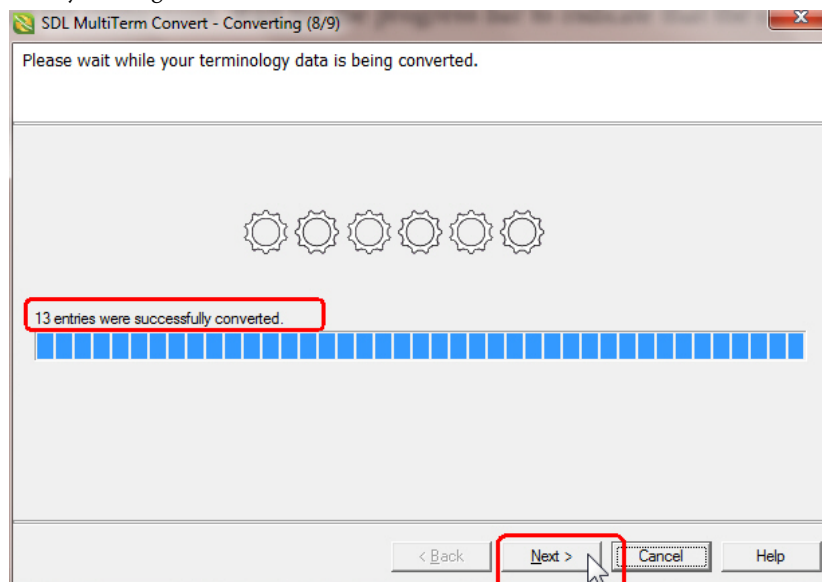 SDL MultiTerm Convert - Converting (8/9)
Please wait while your terminology data is being converted.
13 entries were successfully converted.
< Back Next > Cancel Help